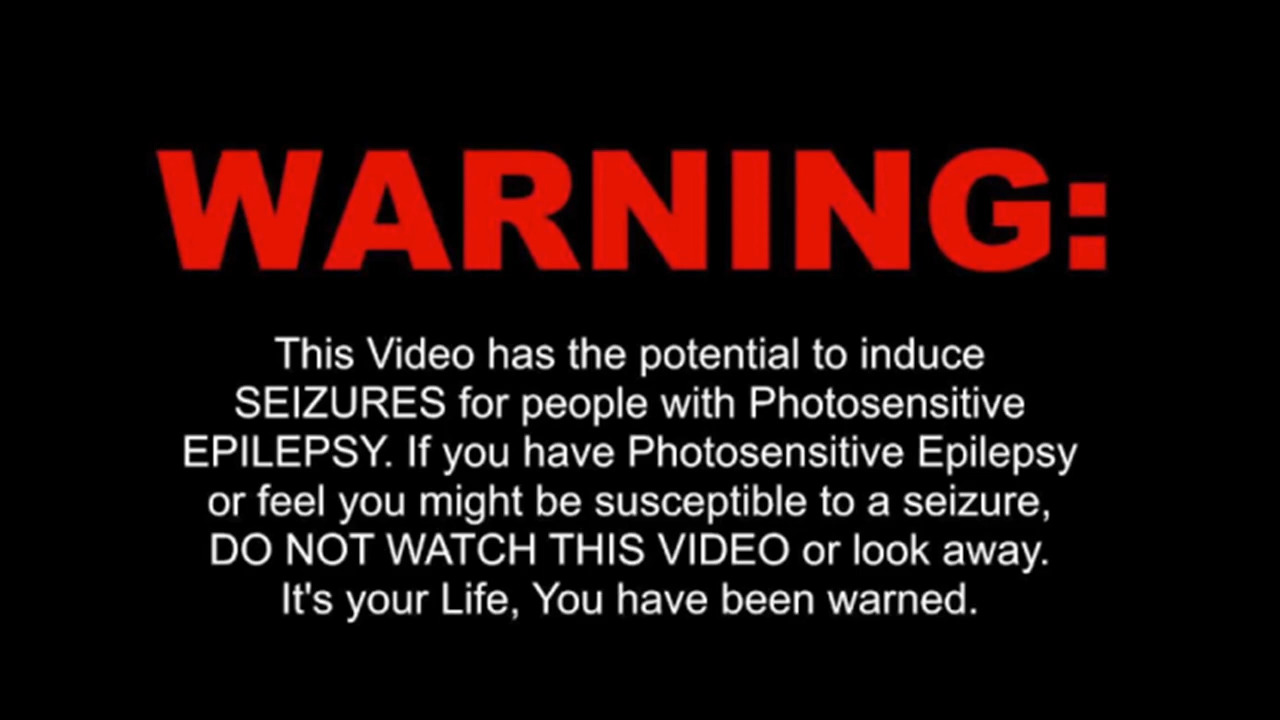 WARNING:
This Video has the potential to induce
SEIZURES for people with Photosensitive
EPILEPSY. If you have Photosensitive Epilepsy
or feel you might be susceptible to a seizure,
DO NOT WATCH THIS VIDEO or look away.
It's your Life, You have been warned.